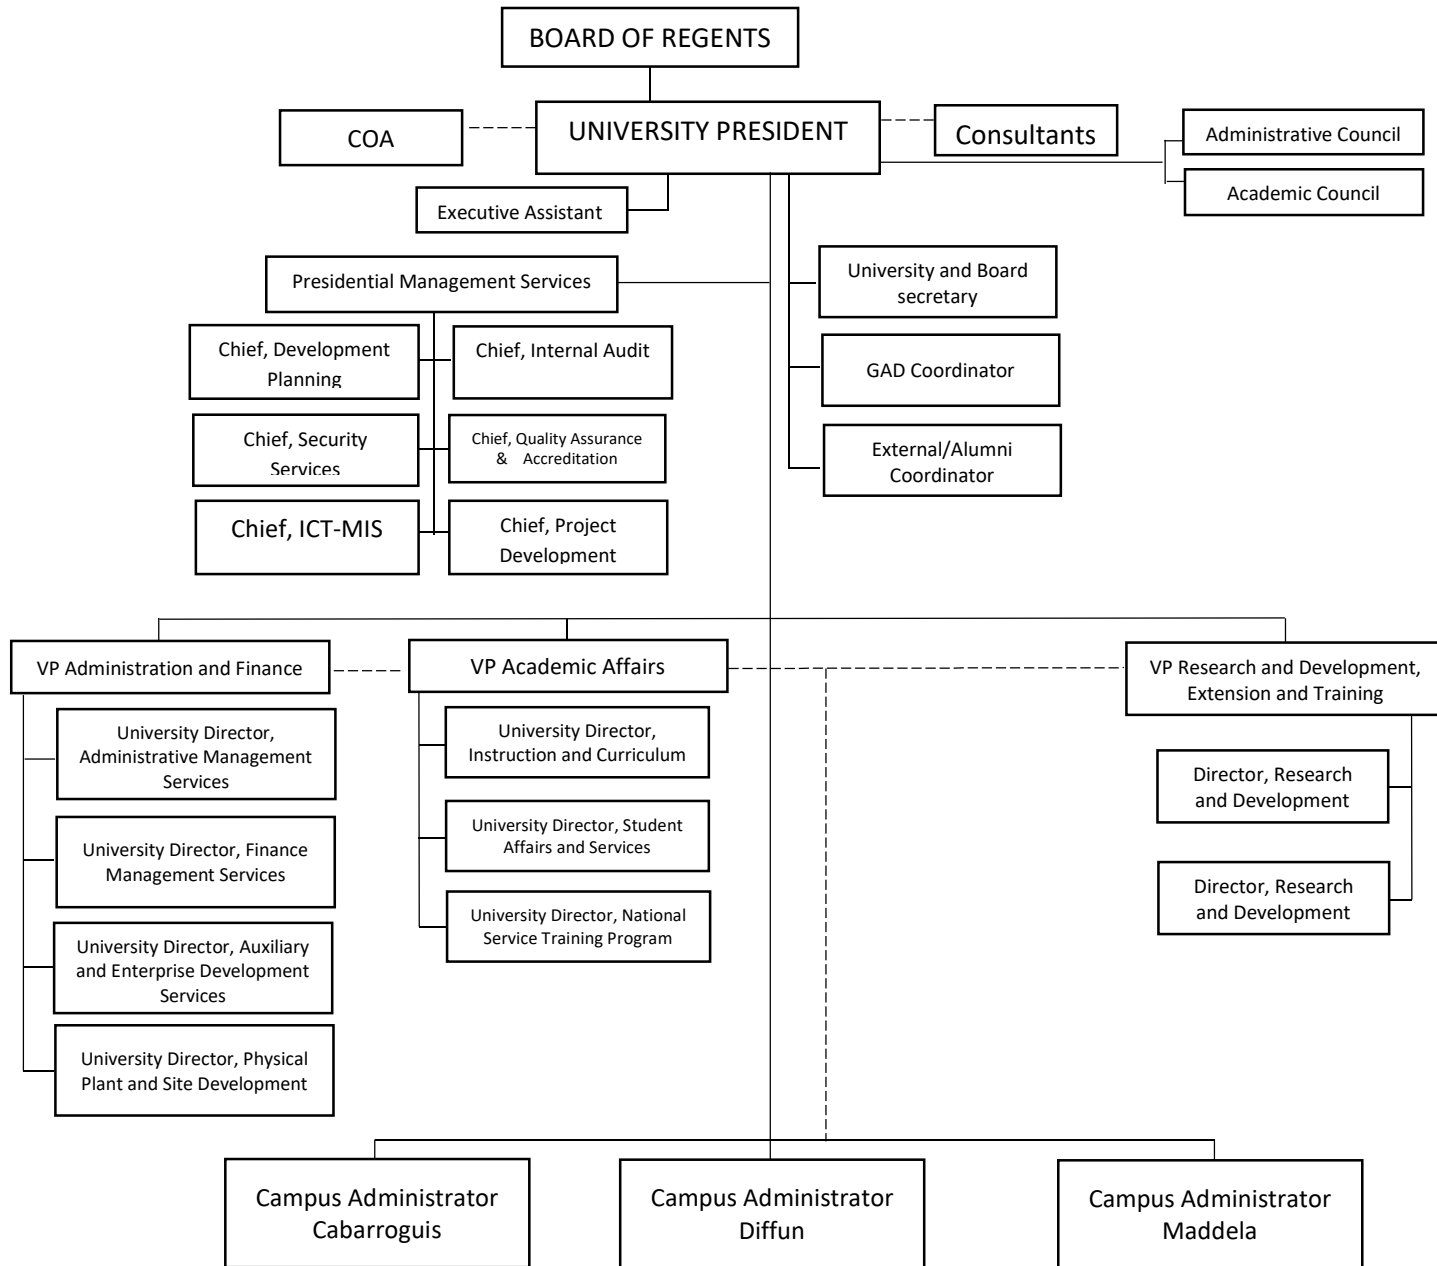 BOARD OF REGENTS
COA
UNIVERSITY PRESIDENT
Consultants
Administrative Council
Academic Council
Executive Assistant
Presidential Management Services
University and Board
secretary
Chief, Development
Planning
Chief, Internal Audit
GAD Coordinator
Chief, Security
Services
Chief, Quality Assurance
& Accreditation
External/Alumni
Coordinator
Chief, ICT-MIS
Chief, Project
Development
VP Administration and Finance
VP Academic Affairs
VP Research and Development,
Extension and Training
University Director,
Administrative Management
Services
University Director,
Instruction and Curriculum
Director, Research
and Development
University Director, Finance
Management Services
University Director, Student
Affairs and Services
Director, Research
and Development
University Director, Auxiliary
and Enterprise Development
Services
University Director, National
Service Training Program
University Director, Physical
Plant and Site Development
Campus Administrator
Cabarroguis
Campus Administrator
Diffun
Campus Administrator
Maddela